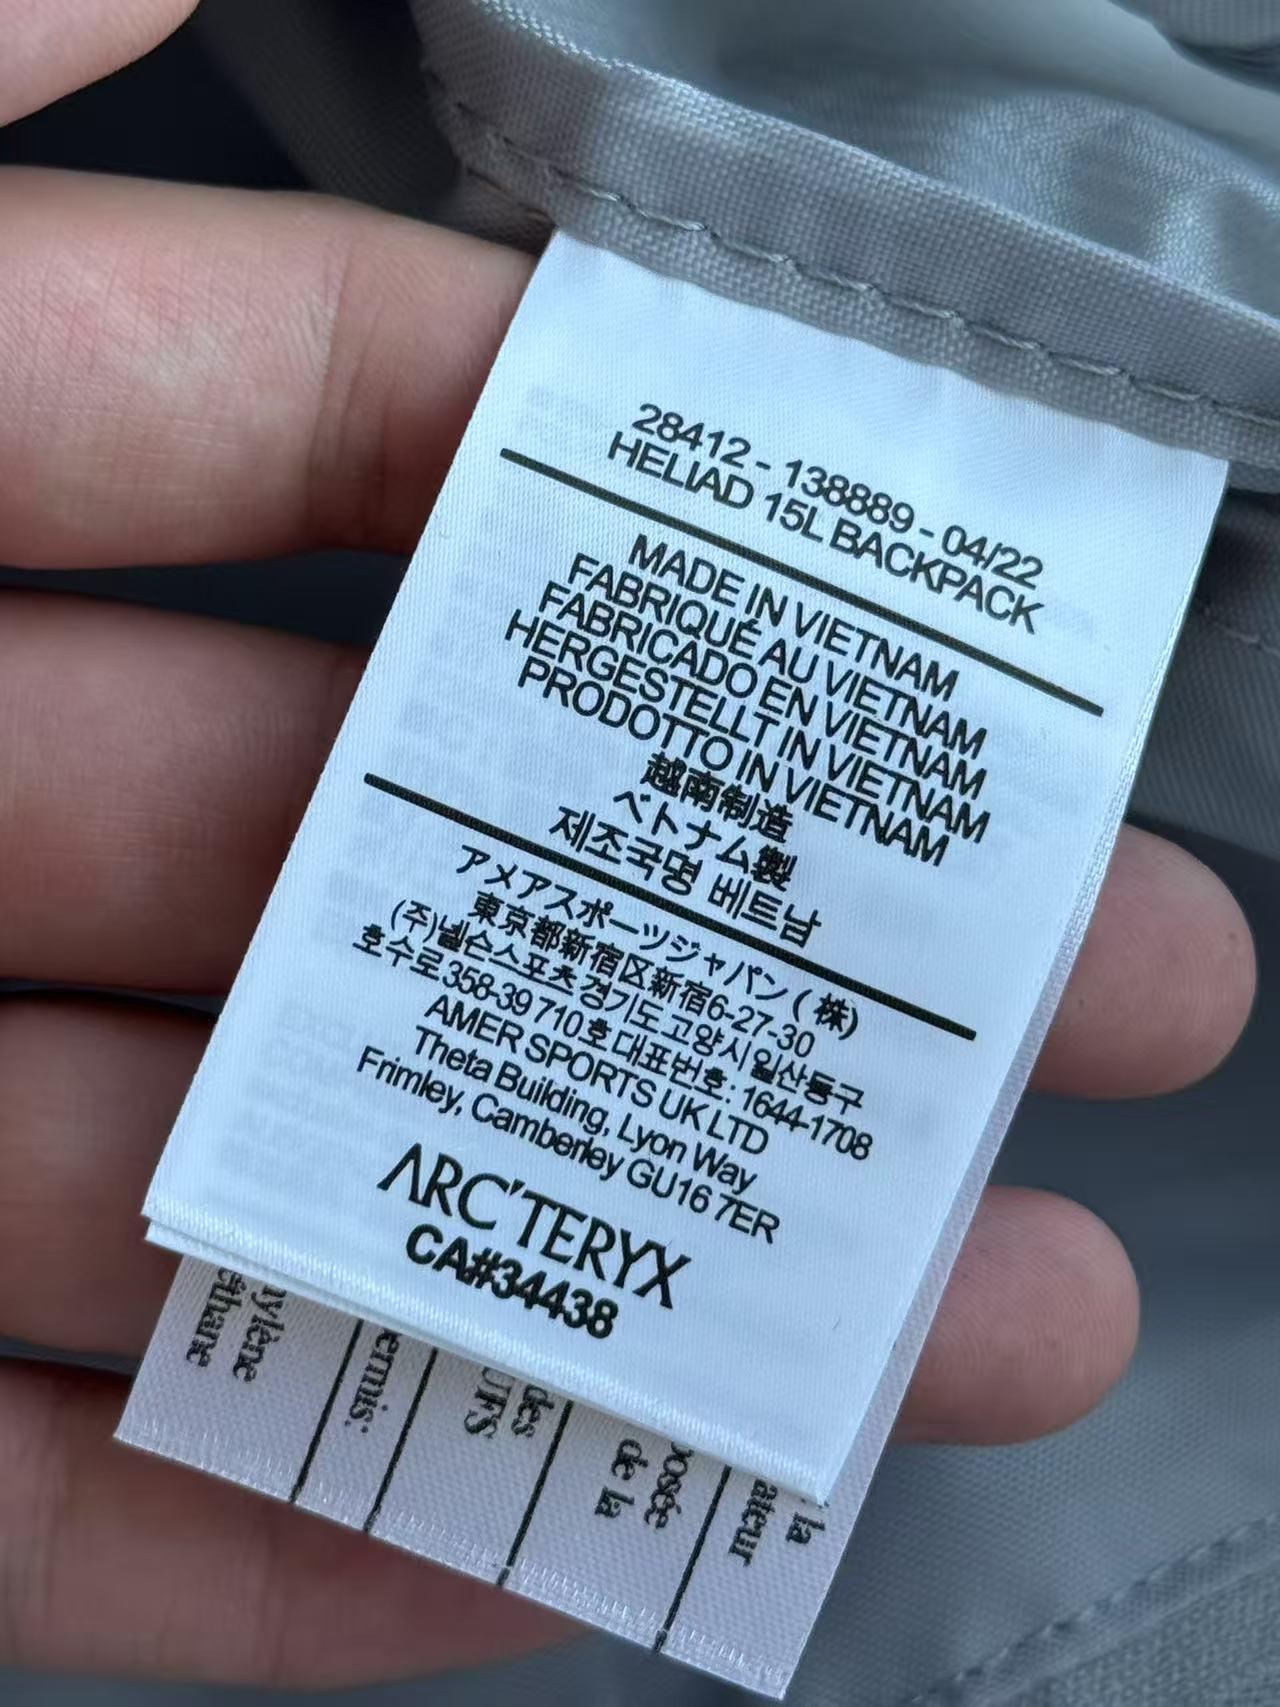 28412 - 138889 - 04/22
HELIAD 15L BACKPACK
MADE IN VIETNAM
FABRIQUÉ AU VIETNAM
FABRICADO EN VIETNAM
HERGESTELLT IN VIETNAM
PRODOTTO IN VIETNAM
越南制造
ベトナム製
제조국명 베트남
アメアスポーツジャパン (株)
東京都新宿区新宿6-27-30
(주)넬슨스포츠 경기도 고양시 일산동구
호수로 358-39 710호 대표번호: 1644-1708
AMER SPORTS UK LTD
Theta Building, Lyon Way
Frimley, Camberley GU16 7ER
ARC'TERYX
CA#34438
des
de la
la